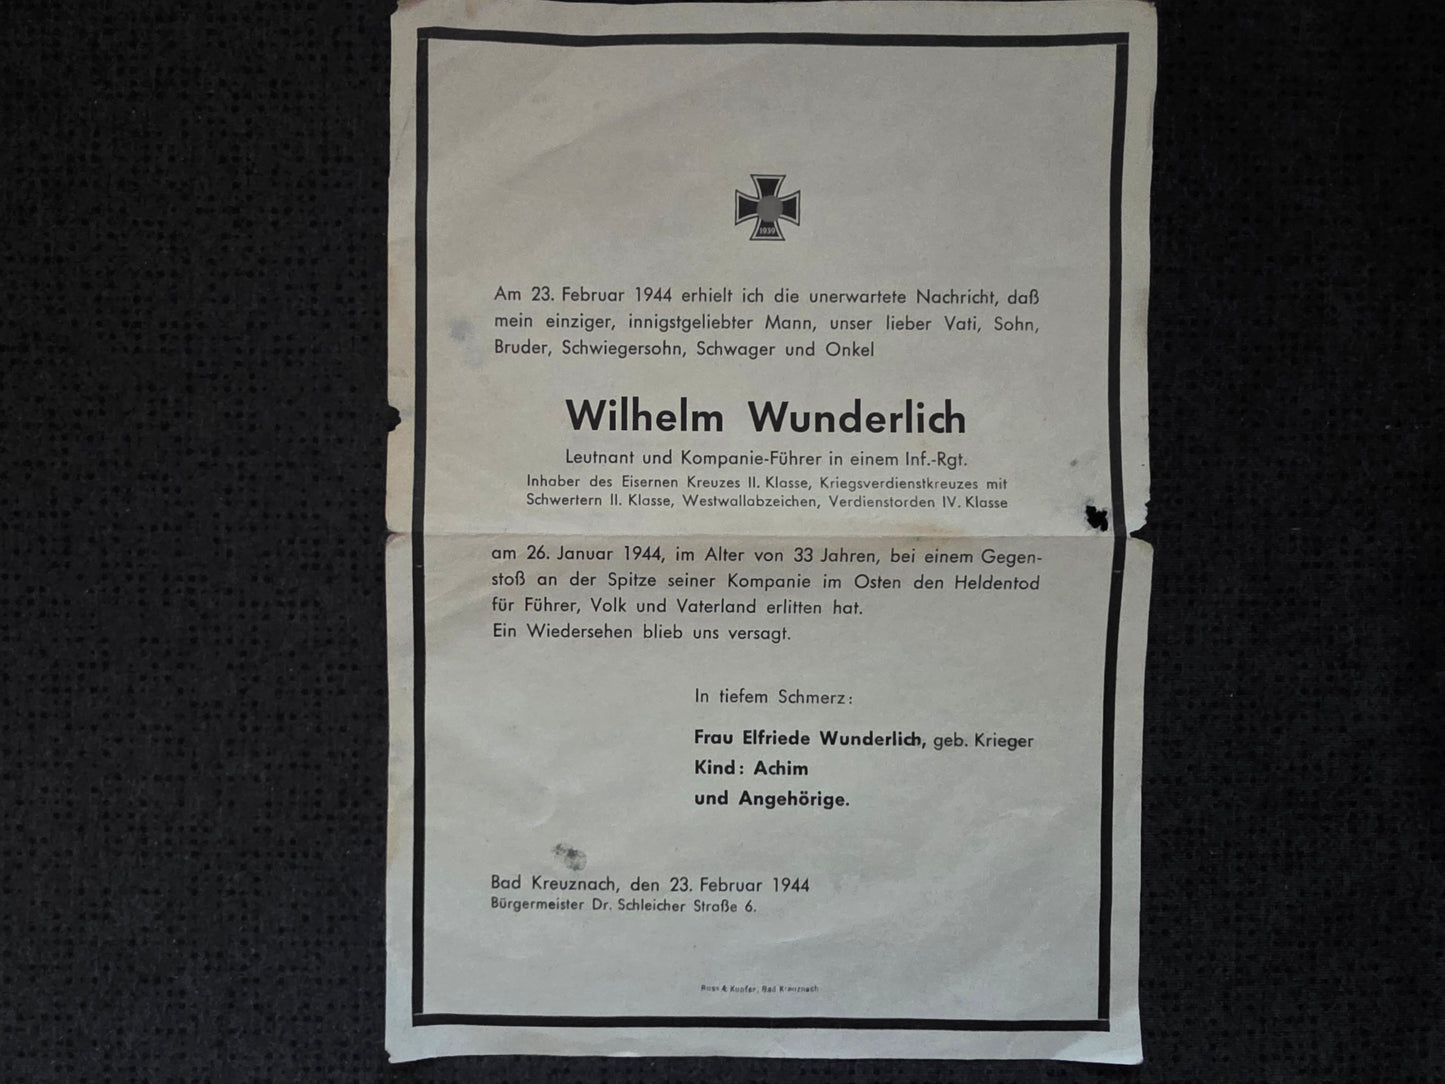 1939
Am 23. Februar 1944 erhielt ich die unerwartete Nachricht, daß
mein einziger, innigstgeliebter Mann, unser lieber Vati, Sohn,
Bruder, Schwiegersohn, Schwager und Onkel
Wilhelm Wunderlich
Leutnant und Kompanie-Führer in einem Inf.-Rgt.
Inhaber des Eisernen Kreuzes II. Klasse, Kriegsverdienstkreuzes mit
Schwertern II. Klasse, Westwallabzeichen, Verdienstorden IV. Klasse
am 26. Januar 1944, im Alter von 33 Jahren, bei einem Gegen-
stoß an der Spitze seiner Kompanie im Osten den Heldentod
für Führer, Volk und Vaterland erlitten hat.
Ein Wiedersehen blieb uns versagt.
In tiefem Schmerz:
Frau Elfriede Wunderlich, geb. Krieger
Kind: Achim
und Angehörige.
Bad Kreuznach, den 23. Februar 1944
Bürgermeister Dr. Schleicher Straße 6.
& Kupfer, Bad Kreuznach